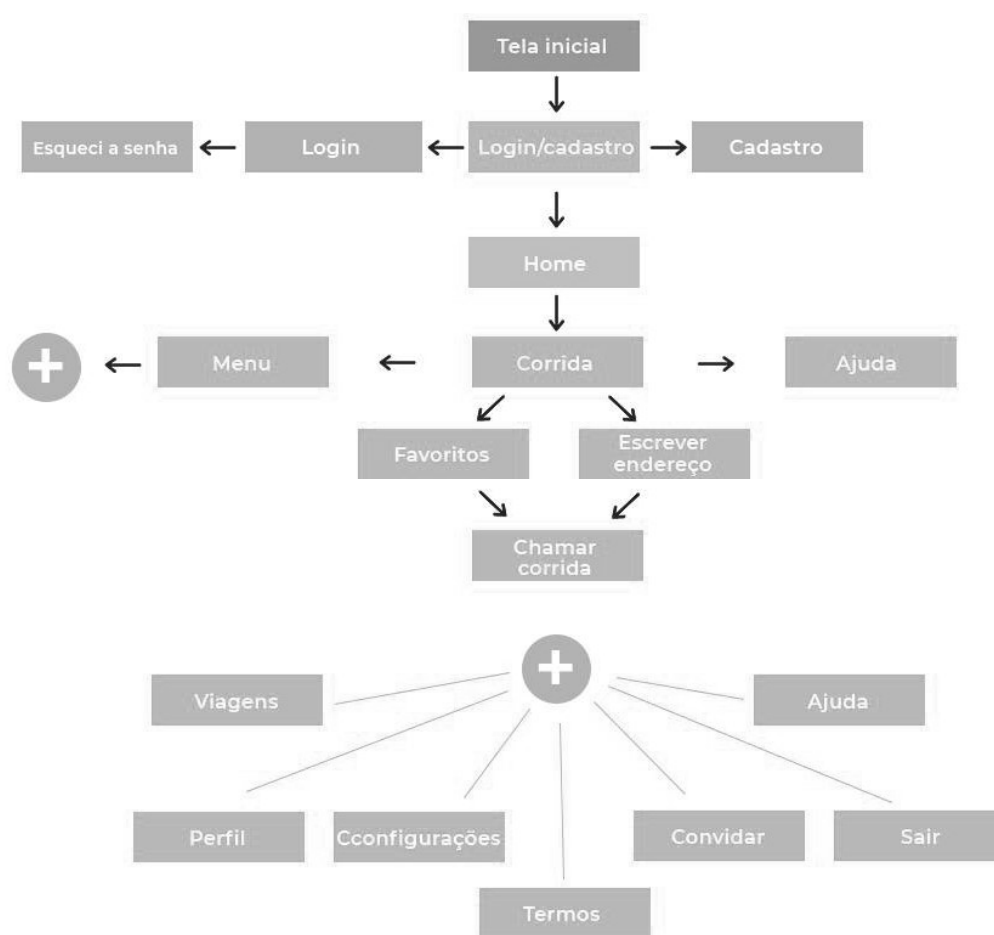 Tela inicial
Esqueci a senha
Login
Login/cadastro
Cadastro
Home
Menu
Corrida
Ajuda
Favoritos
Escrever
endereço
Chamar
corrida
Viagens
Ajuda
Perfil
Cconfigurações
Convidar
Sair
Termos